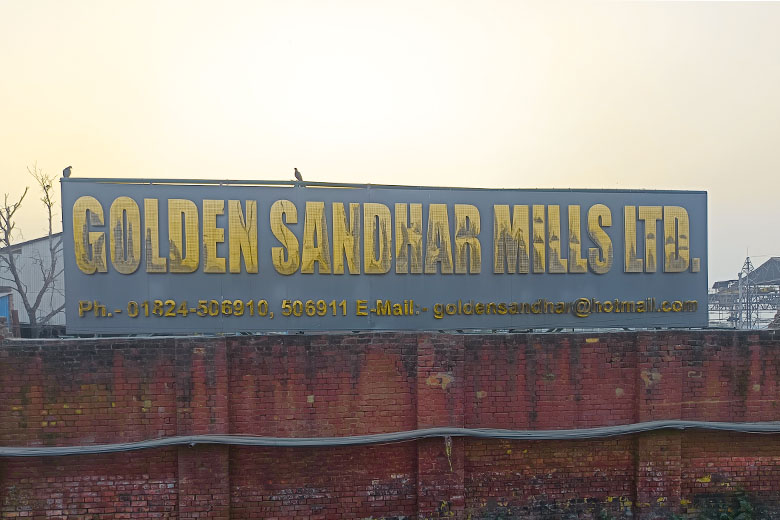 GOLDEN SANDHAR MILLS LTD.
Ph.- 01824-506910, 506911 E-Mail:- goldensandhar@hotmail.com